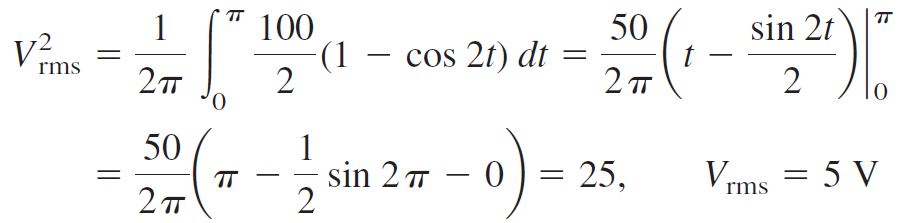 V²rms = 1/2π ∫₀^π 100/2 (1 − cos 2t) dt = 50/2π (t − sin 2t/2)|₀^π
= 50/2π (π − 1/2 sin 2π − 0) = 25, Vrms = 5 V